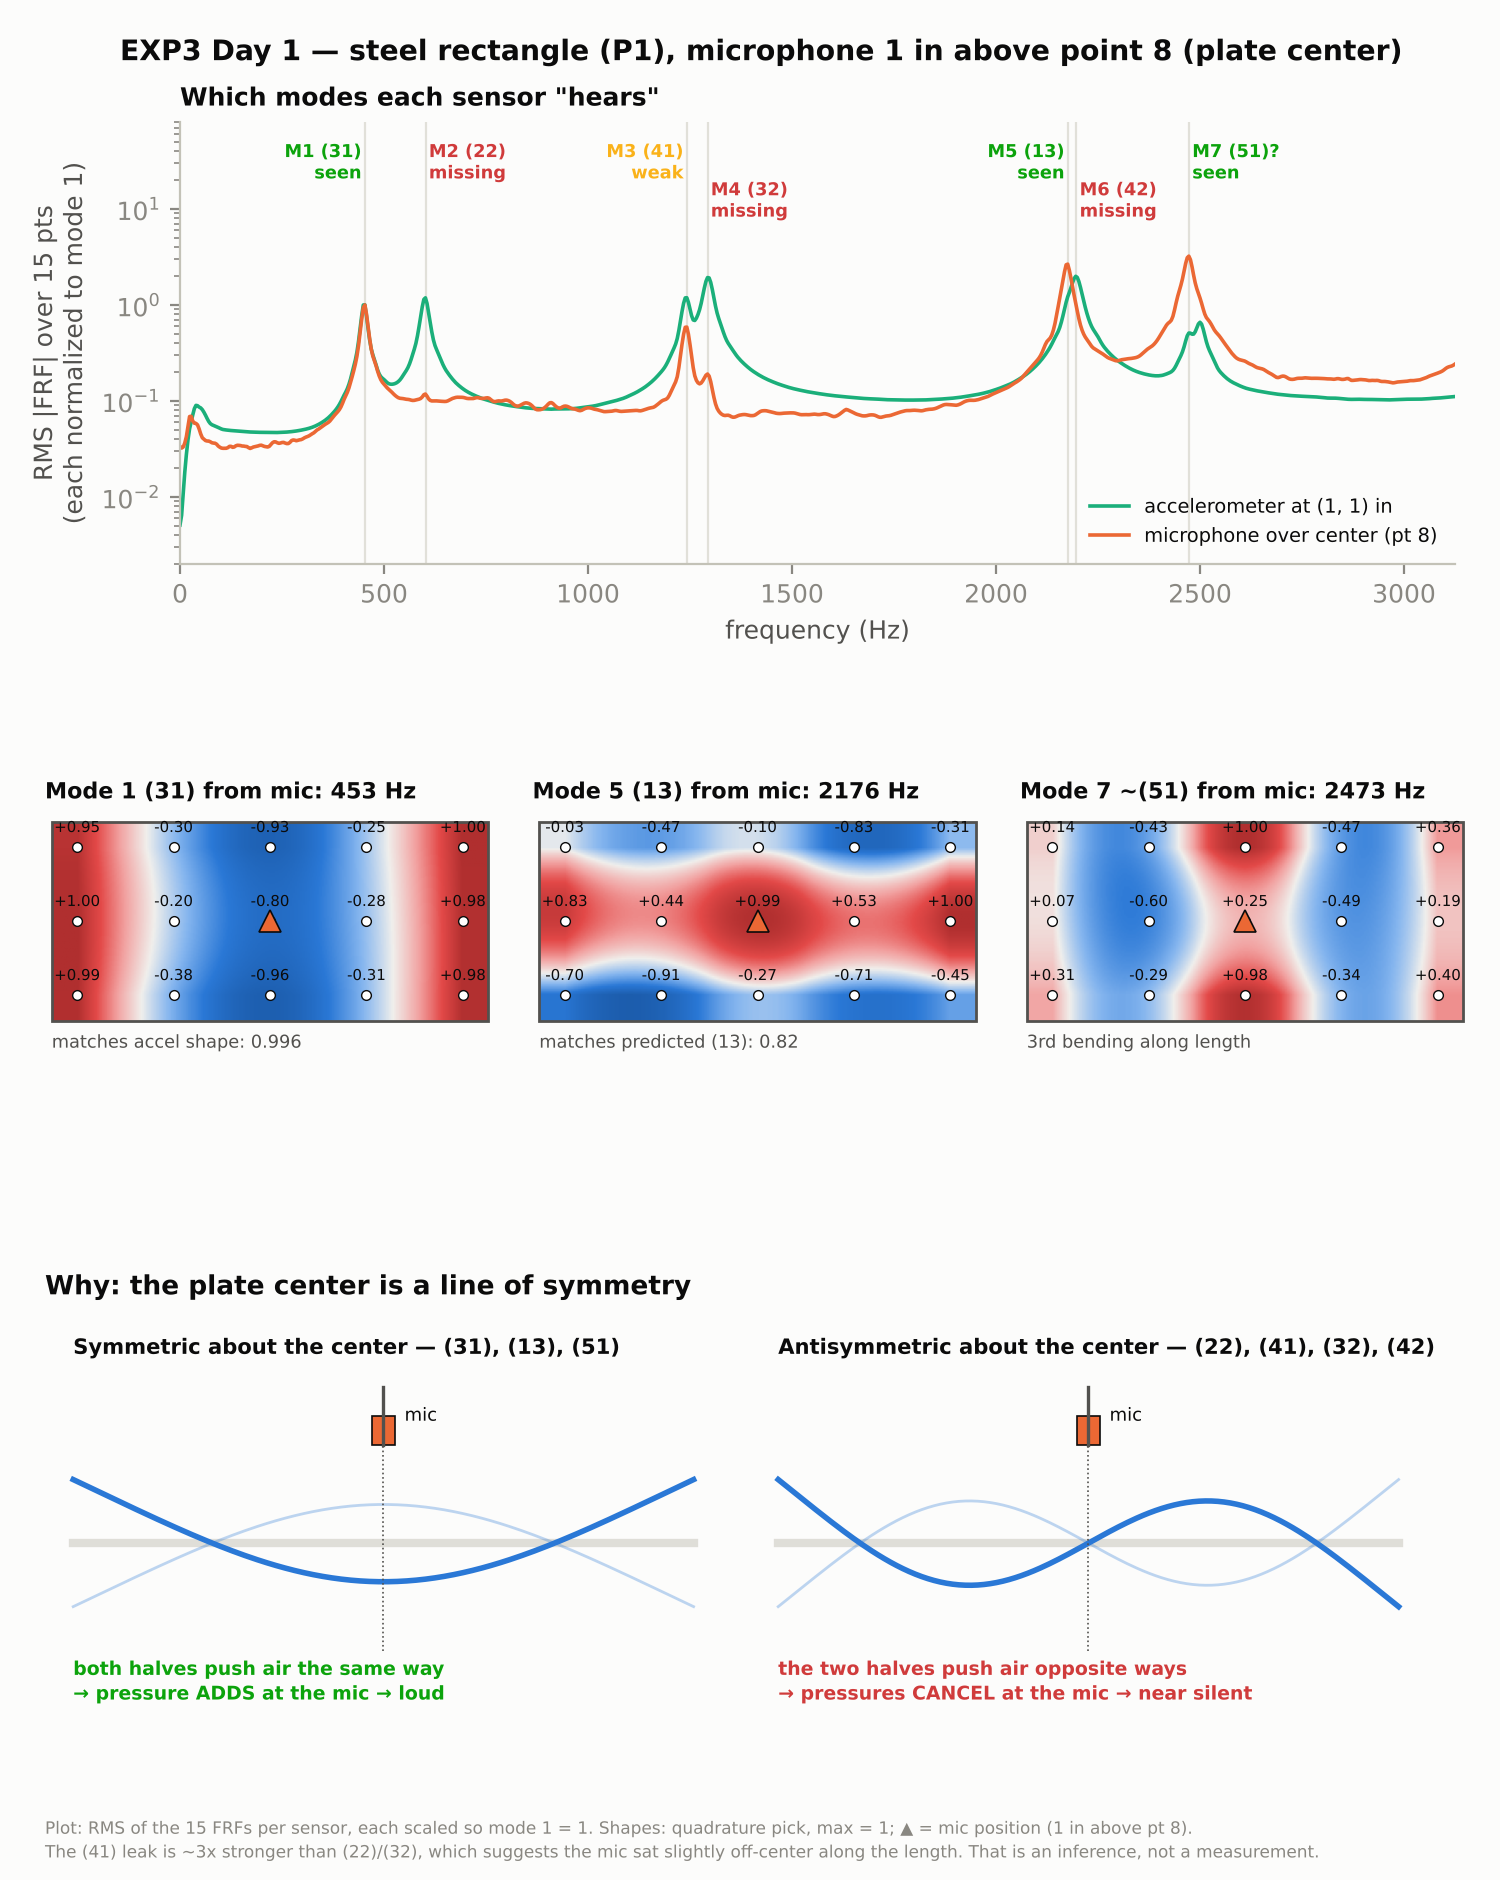 EXP3 Day 1 — steel rectangle (P1), microphone 1 in above point 8 (plate center)
Which modes each sensor "hears"
RMS |FRF| over 15 pts
(each normalized to mode 1)
10¹
10⁰
10⁻¹
10⁻²
M1 (31)
seen
M2 (22)
missing
M3 (41)
weak
M4 (32)
missing
M5 (13)
seen
M6 (42)
missing
M7 (51)?
seen
accelerometer at (1, 1) in
microphone over center (pt 8)
0 500 1000 1500 2000 2500 3000
frequency (Hz)
Mode 1 (31) from mic: 453 Hz
+0.95 -0.30 -0.93 -0.25 +1.00
+1.00 -0.20 -0.80 -0.28 +0.98
+0.99 -0.38 -0.96 -0.31 +0.98
matches accel shape: 0.996
Mode 5 (13) from mic: 2176 Hz
-0.03 -0.47 -0.10 -0.83 -0.31
+0.83 +0.44 +0.99 +0.53 +1.00
-0.70 -0.91 -0.27 -0.71 -0.45
matches predicted (13): 0.82
Mode 7 ~(51) from mic: 2473 Hz
+0.14 -0.43 +1.00 -0.47 +0.36
+0.07 -0.60 +0.25 -0.49 +0.19
+0.31 -0.29 +0.98 -0.34 +0.40
3rd bending along length
Why: the plate center is a line of symmetry
Symmetric about the center — (31), (13), (51)
mic
both halves push air the same way
→ pressure ADDS at the mic → loud
Antisymmetric about the center — (22), (41), (32), (42)
mic
the two halves push air opposite ways
→ pressures CANCEL at the mic → near silent
Plot: RMS of the 15 FRFs per sensor, each scaled so mode 1 = 1. Shapes: quadrature pick, max = 1; ▲ = mic position (1 in above pt 8).
The (41) leak is ~3x stronger than (22)/(32), which suggests the mic sat slightly off-center along the length. That is an inference, not a measurement.